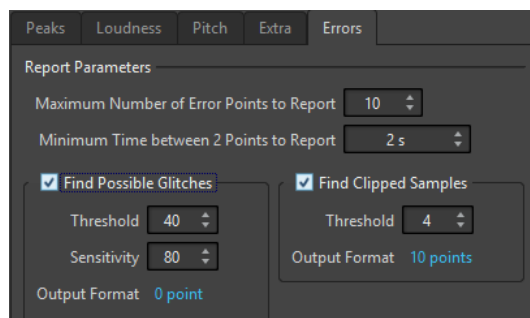 Peaks Loudness Pitch Extra Errors
Report Parameters
Maximum Number of Error Points to Report 10
Minimum Time between 2 Points to Report 2 s
Find Possible Glitches
Threshold 40
Sensitivity 80
Output Format 0 point
Find Clipped Samples
Threshold 4
Output Format 10 points